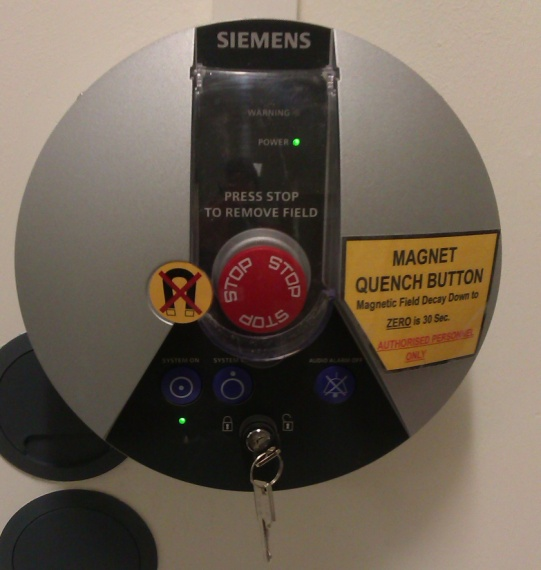 SIEMENS
WARNING
POWER
PRESS STOP
TO REMOVE FIELD
STOP STOP STOP
MAGNET
QUENCH BUTTON
Magnetic Field Decay Down to
ZERO is 30 Sec.
AUTHORISED PERSONNEL
ONLY
SYSTEM ON
SYSTEM
AUDIO ALARM OFF